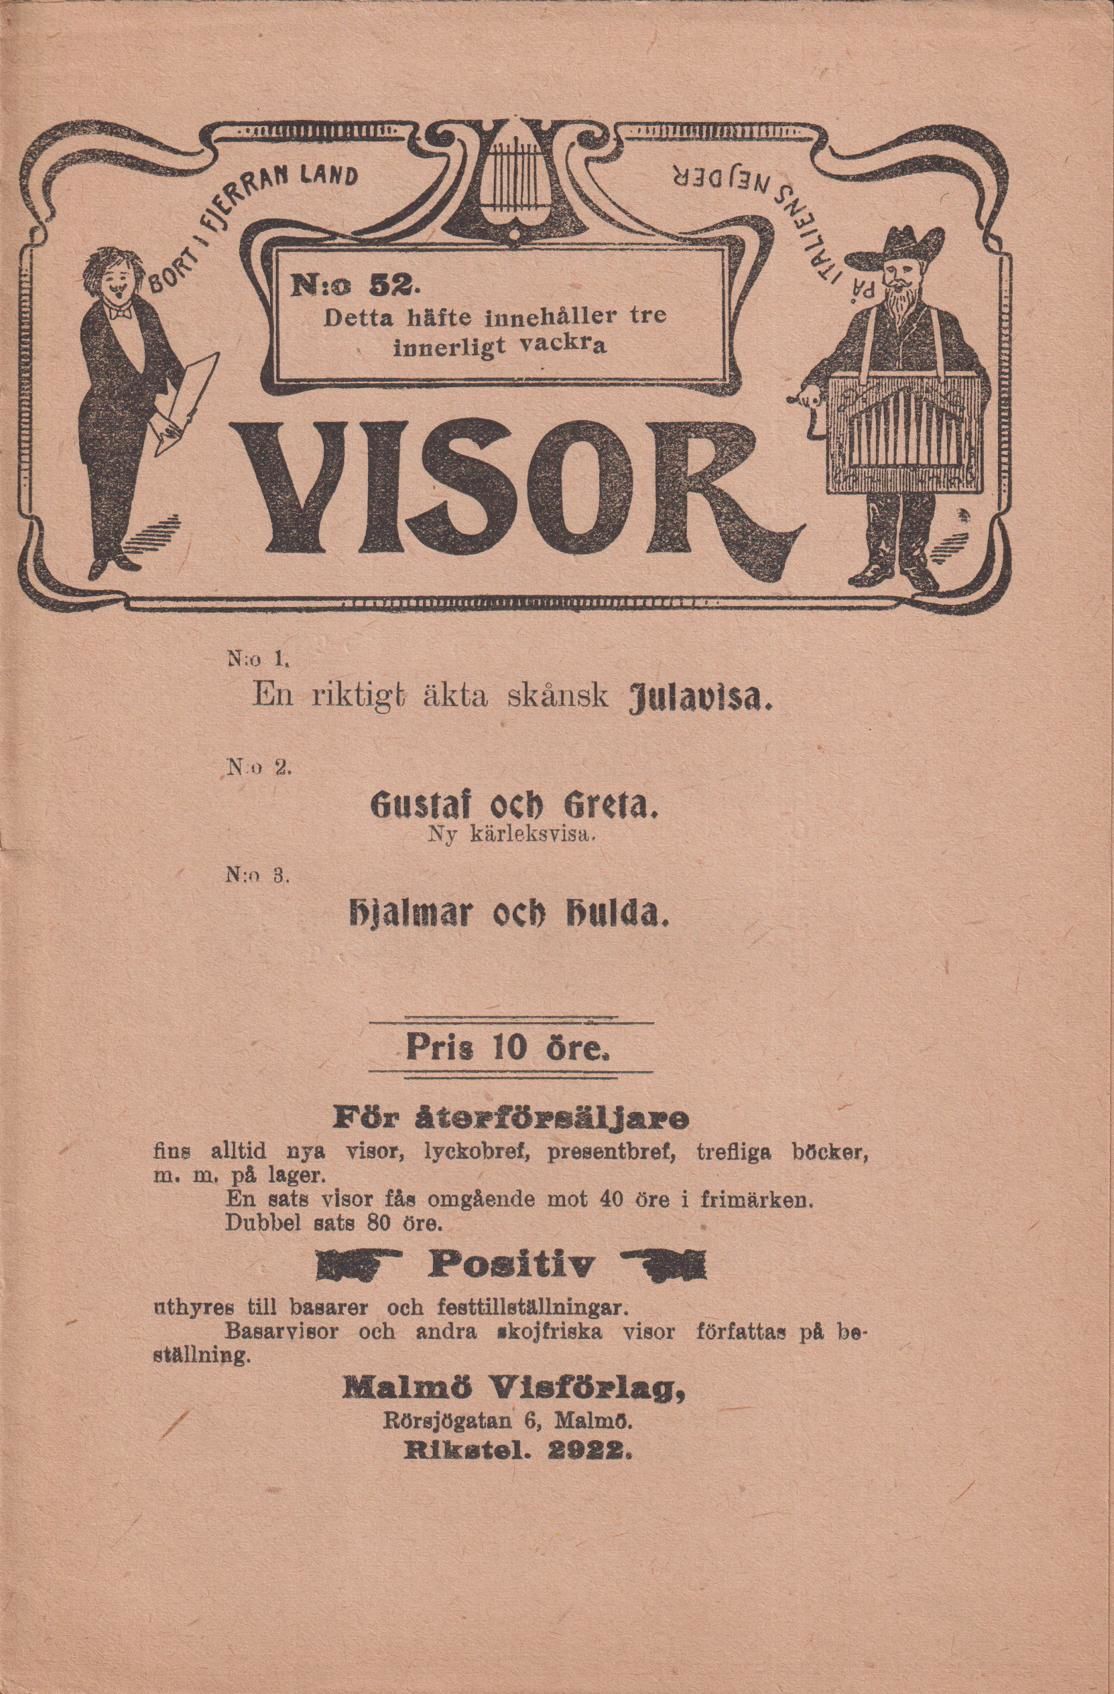 BORT I FJERRAN LAND
PÅ ITALIENS NEJDER
N:o 52.
Detta häfte innehåller tre
innerligt vackra
VISOR
N:o 1.
En riktigt äkta skånsk Julavisa.
N:o 2.
Gustaf och Greta.
Ny kärleksvisa.
N:o 3.
Hjalmar och Hulda.
Pris 10 öre.
För återförsäljare
fins alltid nya visor, lyckobref, presentbref, trefliga böcker,
m. m. på lager.
En sats visor fås omgående mot 40 öre i frimärken.
Dubbel sats 80 öre.
Positiv
uthyres till basarer och festtillställningar.
Basarvisor och andra skojfriska visor författas på be-
ställning.
Malmö Visförlag,
Rörsjögatan 6, Malmö.
Rikstel. 2922.